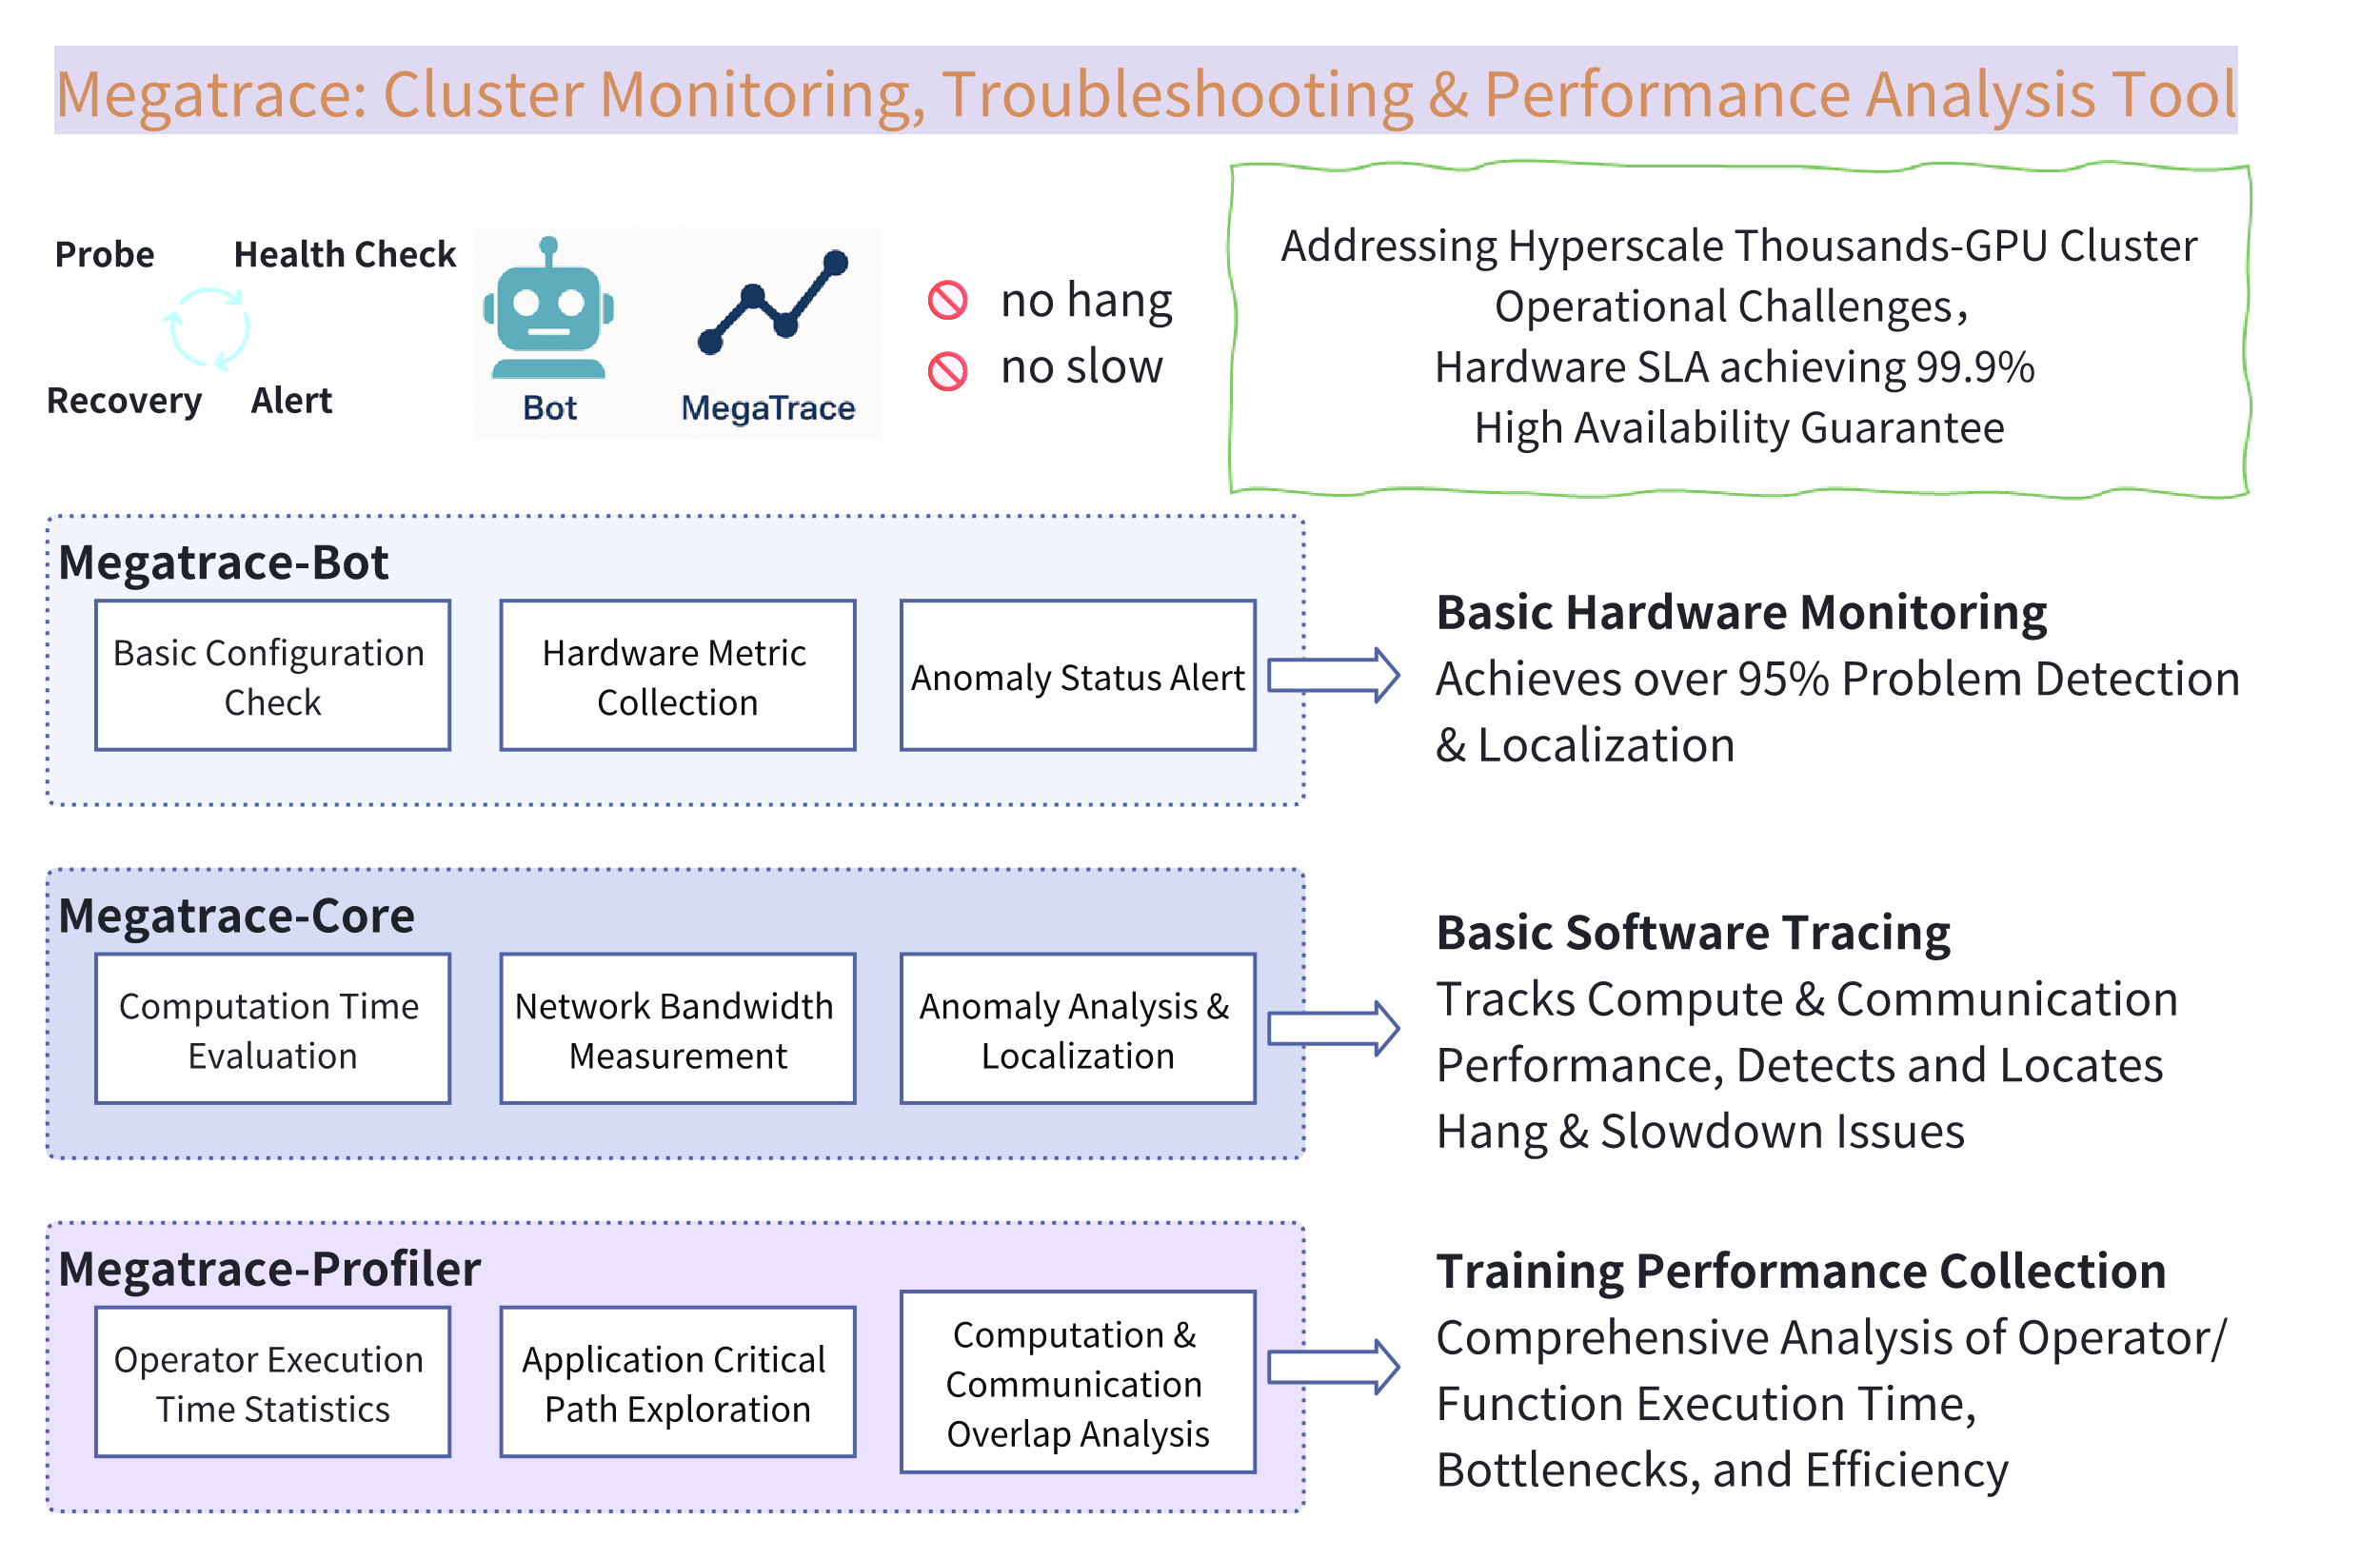 Megatrace: Cluster Monitoring, Troubleshooting & Performance Analysis Tool
Probe
Health Check
Recovery
Alert
Bot
MegaTrace
no hang
no slow
Addressing Hyperscale Thousands-GPU Cluster
Operational Challenges，
Hardware SLA achieving 99.9%
High Availability Guarantee
Megatrace-Bot
Basic Configuration
Check
Hardware Metric
Collection
Anomaly Status Alert
Basic Hardware Monitoring
Achieves over 95% Problem Detection
& Localization
Megatrace-Core
Computation Time
Evaluation
Network Bandwidth
Measurement
Anomaly Analysis &
Localization
Basic Software Tracing
Tracks Compute & Communication
Performance, Detects and Locates
Hang & Slowdown Issues
Megatrace-Profiler
Operator Execution
Time Statistics
Application Critical
Path Exploration
Computation &
Communication
Overlap Analysis
Training Performance Collection
Comprehensive Analysis of Operator/
Function Execution Time,
Bottlenecks, and Efficiency